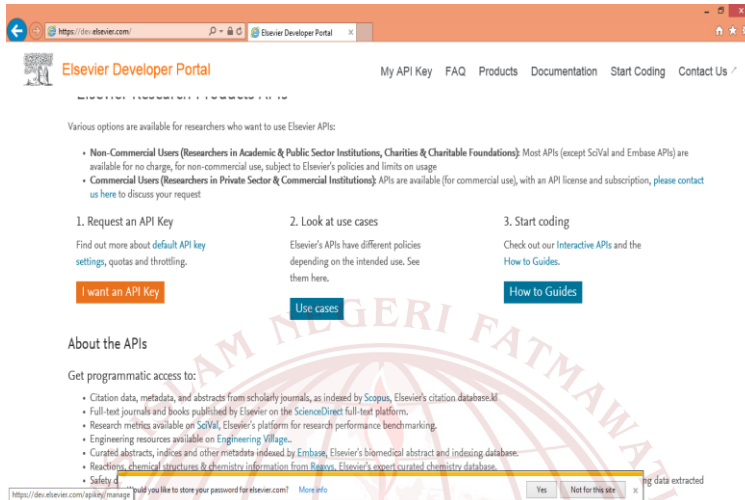 https://dev.elsevier.com/
Elsevier Developer Portal
Elsevier Developer Portal
My API Key FAQ Products Documentation Start Coding Contact Us
Elsevier Research Products APIs
Various options are available for researchers who want to use Elsevier APIs:
• Non-Commercial Users (Researchers in Academic & Public Sector Institutions, Charities & Charitable Foundations): Most APIs (except SciVal and Embase APIs) are
available for no charge, for non-commercial use, subject to Elsevier's policies and limits on usage
• Commercial Users (Researchers in Private Sector & Commercial Institutions): APIs are available (for commercial use), with an API license and subscription, please contact
us here to discuss your request
1. Request an API Key
Find out more about default API key
settings, quotas and throttling.
I want an API Key
2. Look at use cases
Elsevier's APIs have different policies
depending on the intended use. See
them here.
Use cases
3. Start coding
Check out our Interactive APIs and the
How to Guides.
How to Guides
About the APIs
Get programmatic access to:
• Citation data, metadata, and abstracts from scholarly journals, as indexed by Scopus, Elsevier's citation database.kl
• Full-text journals and books published by Elsevier on the ScienceDirect full-text platform.
• Research metrics available on SciVal, Elsevier's platform for research performance benchmarking.
• Engineering resources available on Engineering Village..
• Curated abstracts, indices and other metadata indexed by Embase, Elsevier's biomedical abstract and indexing database.
• Reactions, chemical structures & chemistry information from Reaxys, Elsevier's expert curated chemistry database.
• Safety d
ng data extracted
ould you like to store your password for elsevier.com? More info Yes Not for this site
https://dev.elsevier.com/apikey/manage
LAM NEGERI FATMAWA